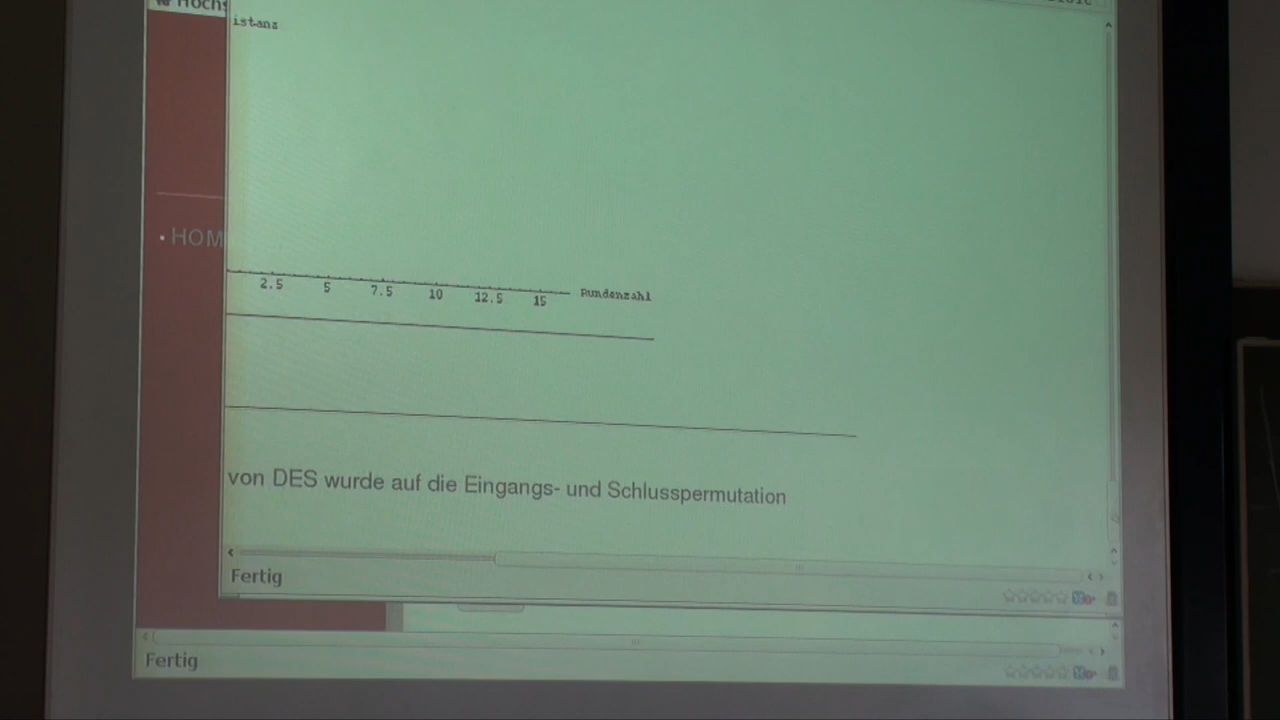 Hochs
istanz
HOM
2.5 5 7.5 10 12.5 15 Rundenzahl
von DES wurde auf die Eingangs- und Schlusspermutation
Fertig
Fertig